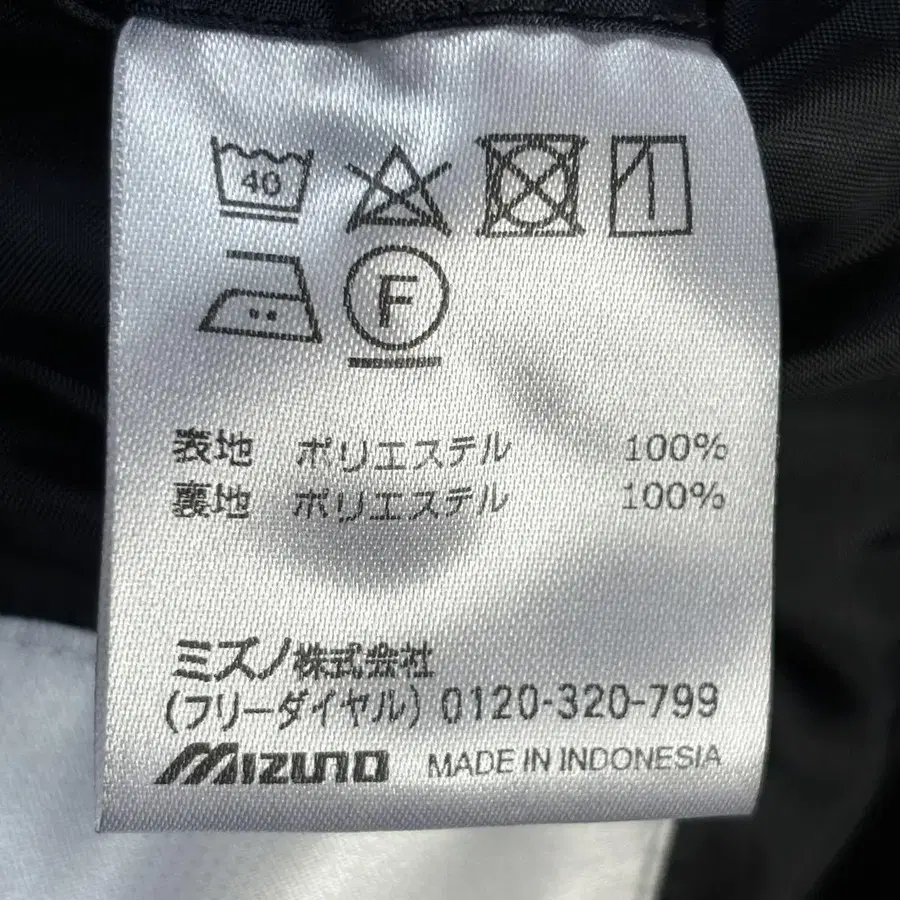 40
F
表地 ポリエステル 100%
裏地 ポリエステル 100%
ミズノ株式会社
(フリーダイヤル) 0120-320-799
MIZUNO MADE IN INDONESIA